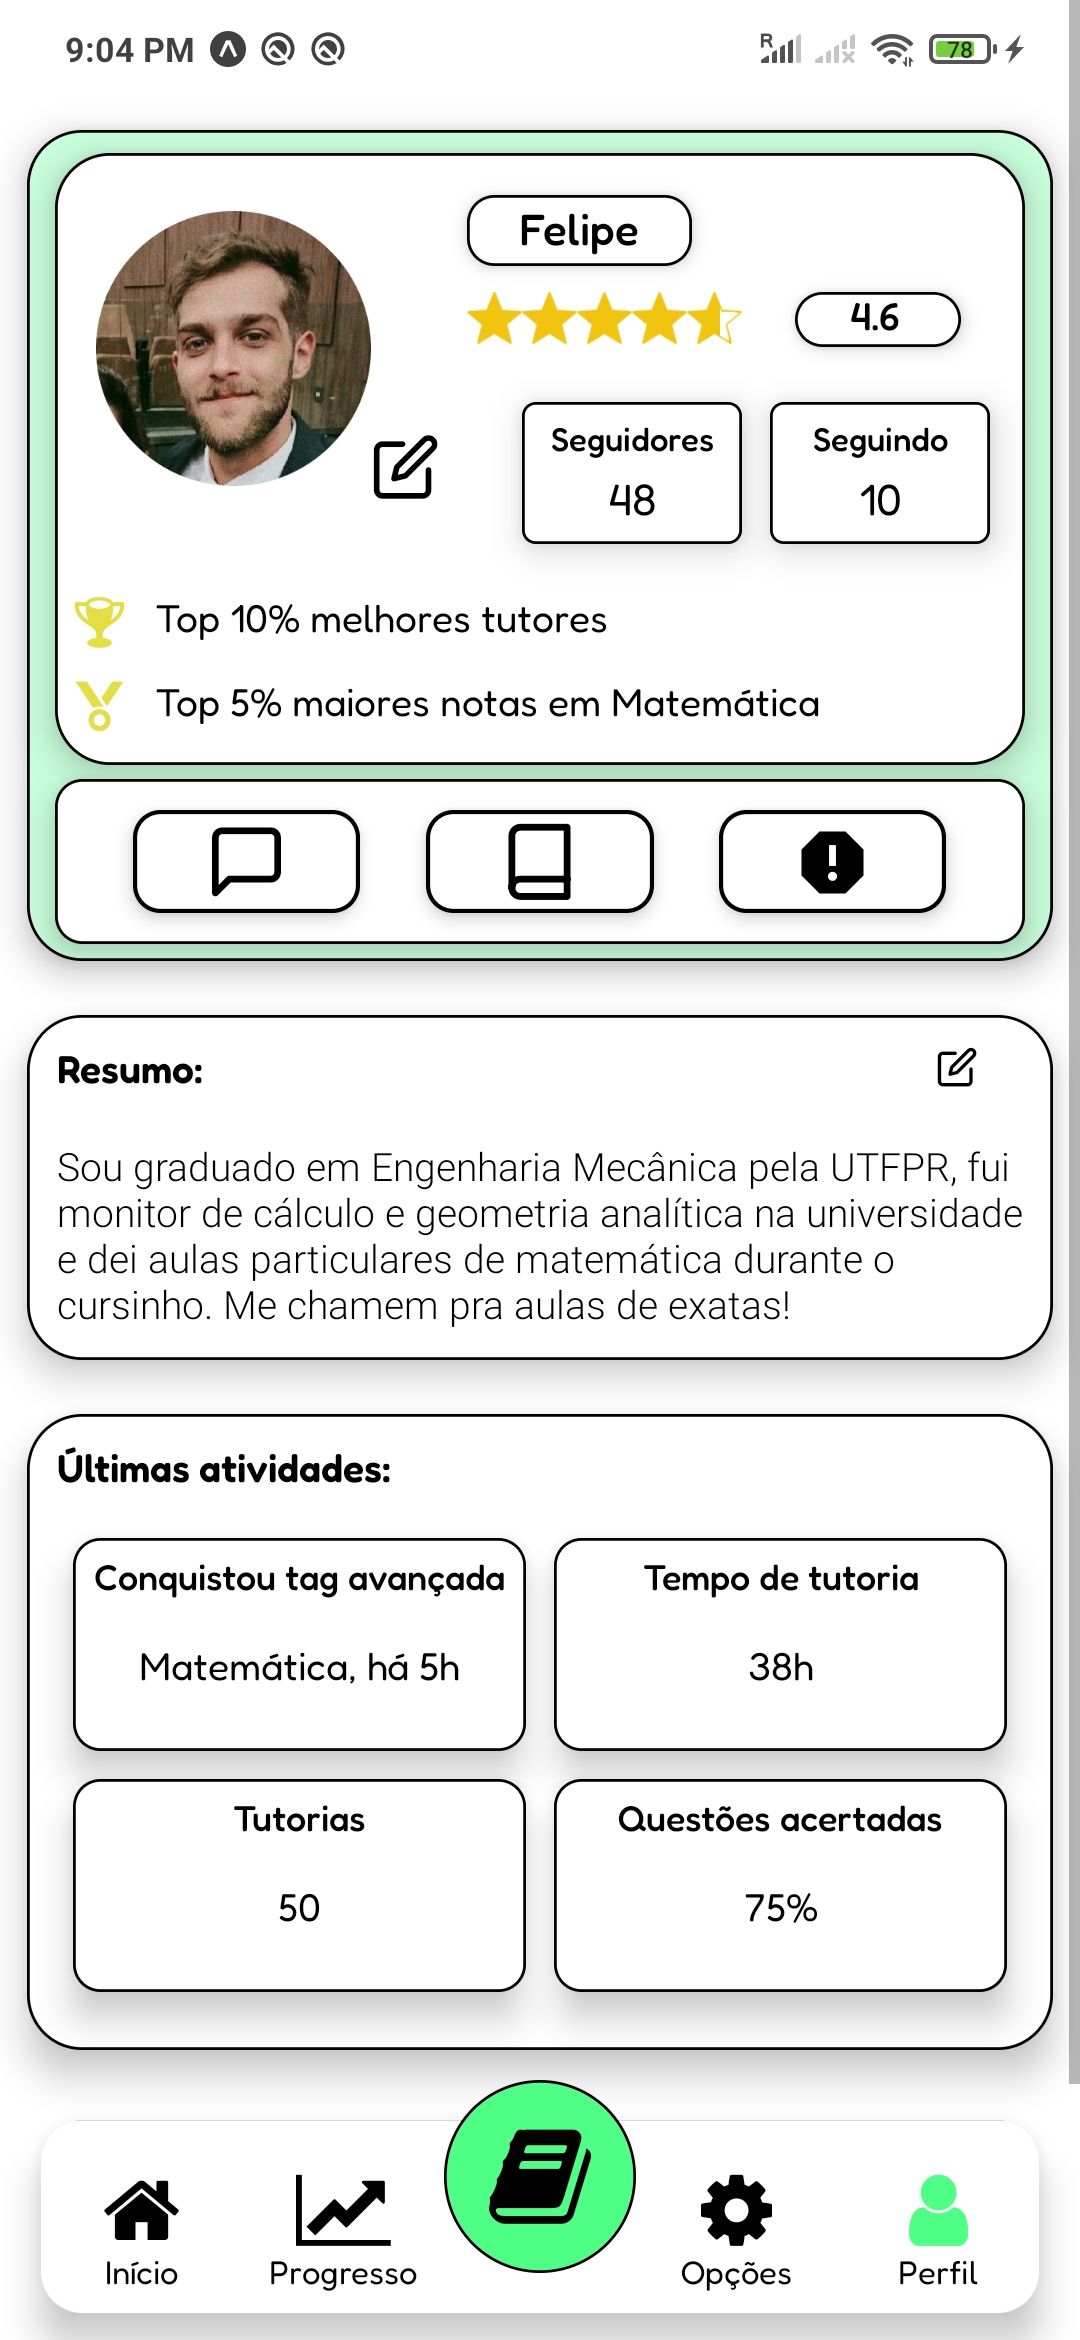 9:04 PM
R
78
Felipe
4.6
Seguidores
48
Seguindo
10
Top 10% melhores tutores
Top 5% maiores notas em Matemática
Resumo:
Sou graduado em Engenharia Mecânica pela UTFPR, fui
monitor de cálculo e geometria analítica na universidade
e dei aulas particulares de matemática durante o
cursinho. Me chamem pra aulas de exatas!
Últimas atividades:
Conquistou tag avançada
Matemática, há 5h
Tempo de tutoria
38h
Tutorias
50
Questões acertadas
75%
Início
Progresso
Opções
Perfil